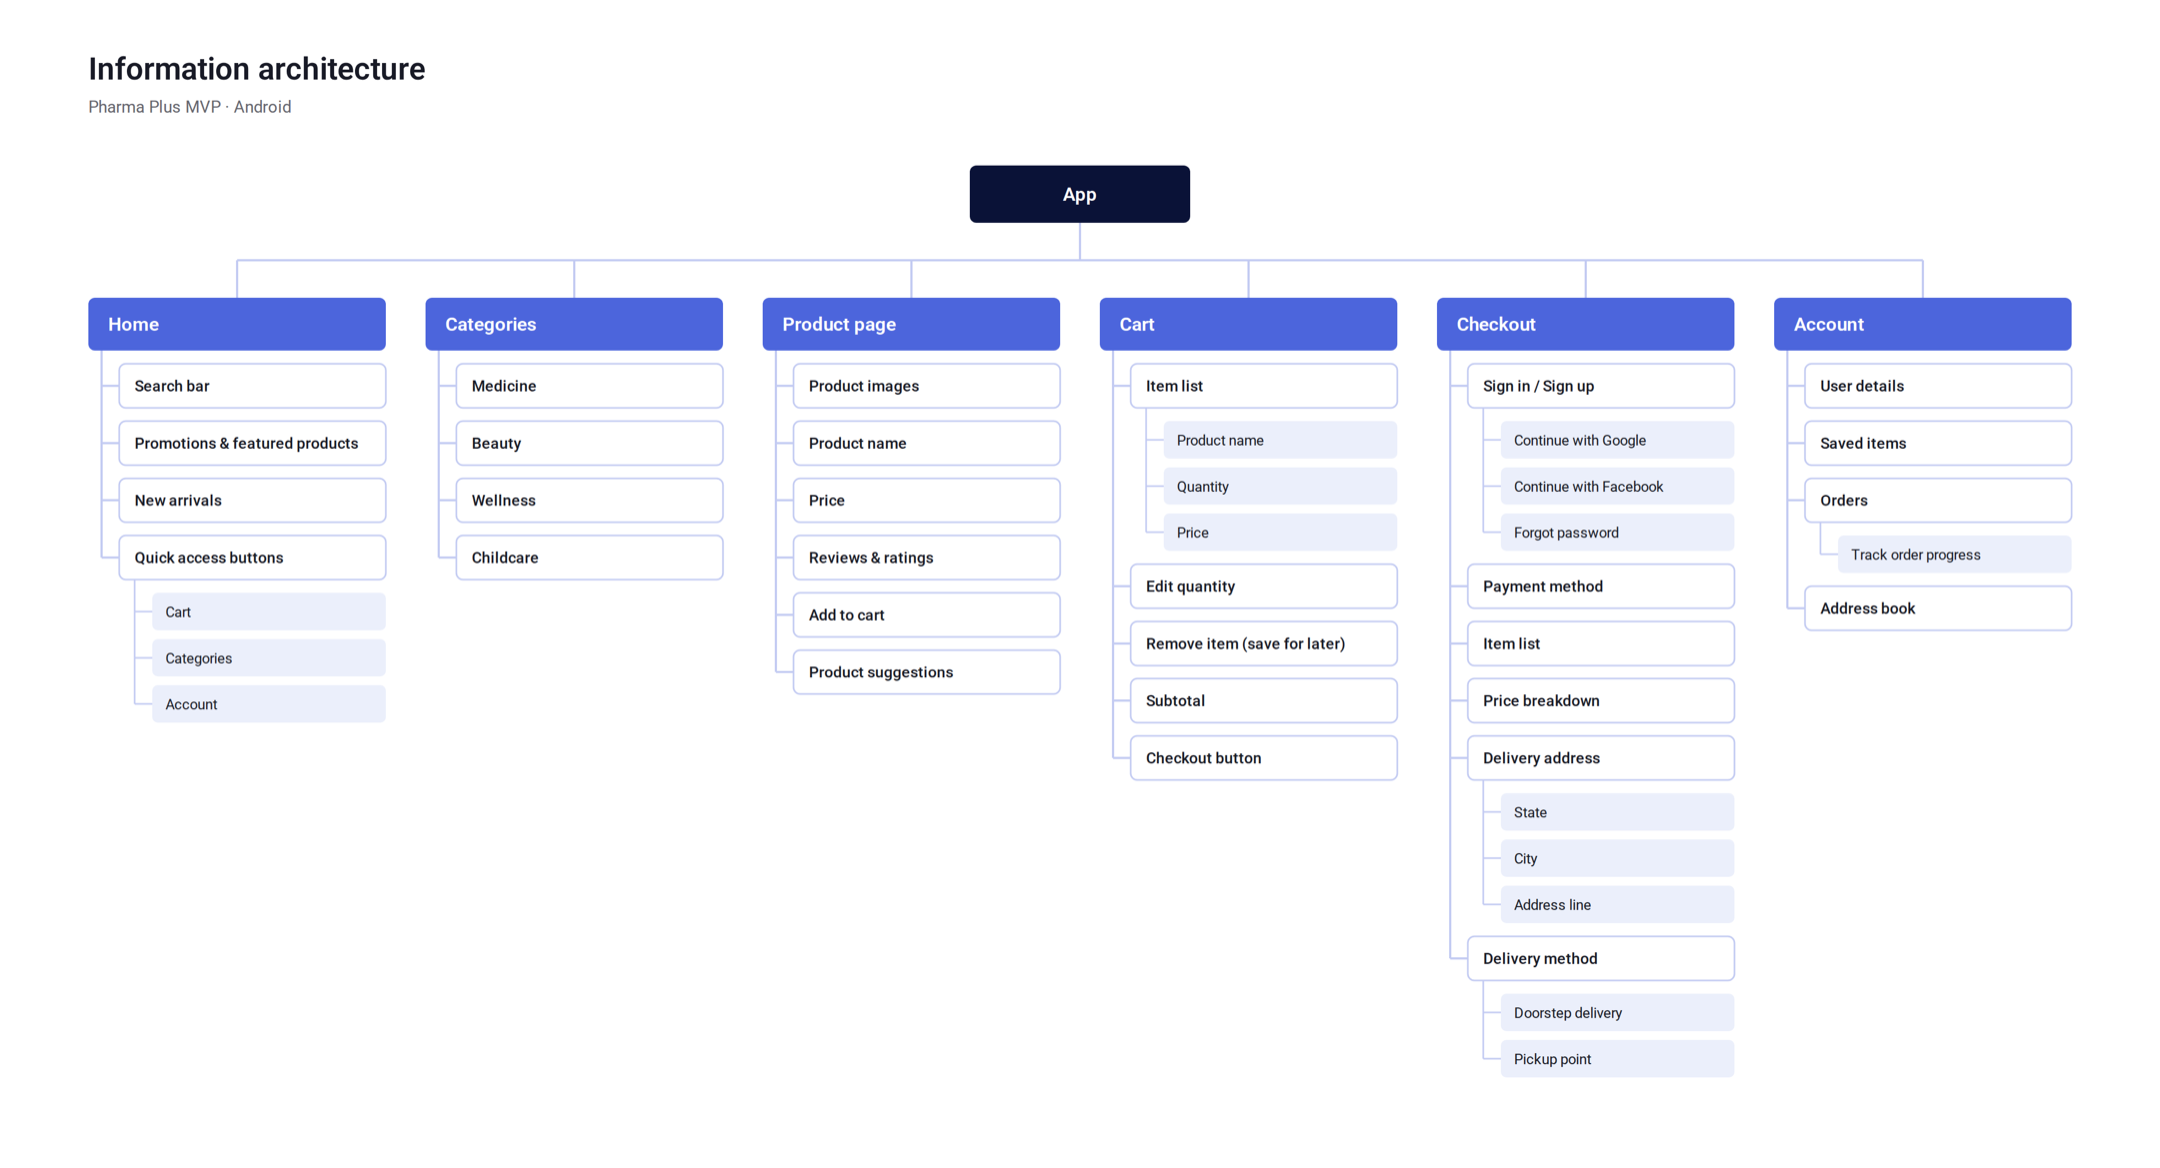 Information architecture
Pharma Plus MVP · Android
App
Home
Search bar
Promotions & featured products
New arrivals
Quick access buttons
Cart
Categories
Account
Categories
Medicine
Beauty
Wellness
Childcare
Product page
Product images
Product name
Price
Reviews & ratings
Add to cart
Product suggestions
Cart
Item list
Product name
Quantity
Price
Edit quantity
Remove item (save for later)
Subtotal
Checkout button
Checkout
Sign in / Sign up
Continue with Google
Continue with Facebook
Forgot password
Payment method
Item list
Price breakdown
Delivery address
State
City
Address line
Delivery method
Doorstep delivery
Pickup point
Account
User details
Saved items
Orders
Track order progress
Address book